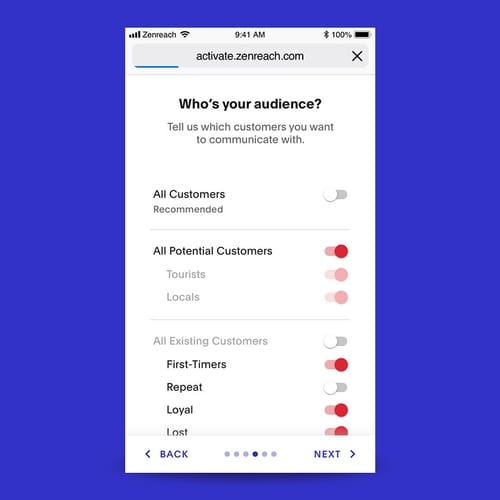 Zenreach 9:41 AM 100%
activate.zenreach.com
Who's your audience?
Tell us which customers you want
to communicate with.
All Customers
Recommended
All Potential Customers
Tourists
Locals
All Existing Customers
First-Timers
Repeat
Loyal
Lost
BACK NEXT